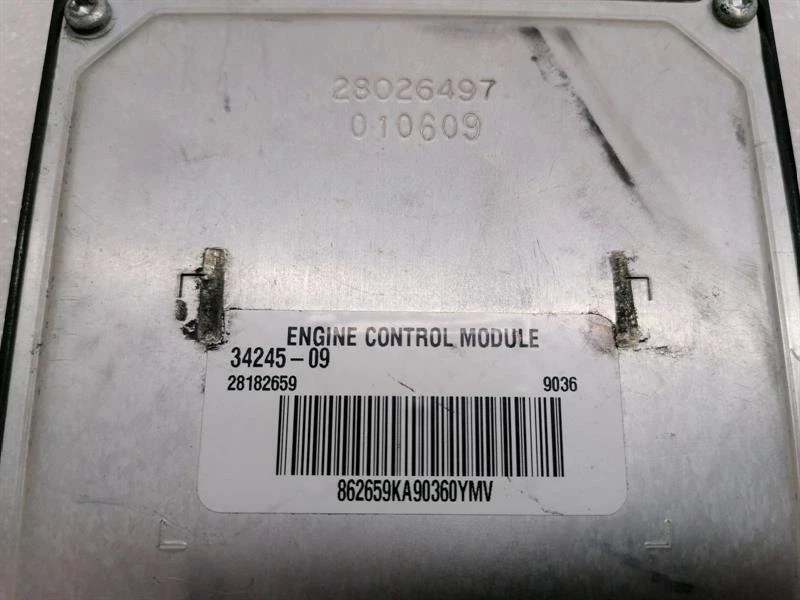 28026497
010609
ENGINE CONTROL MODULE
34245-09
28182659 9036
862659KA90360YMV